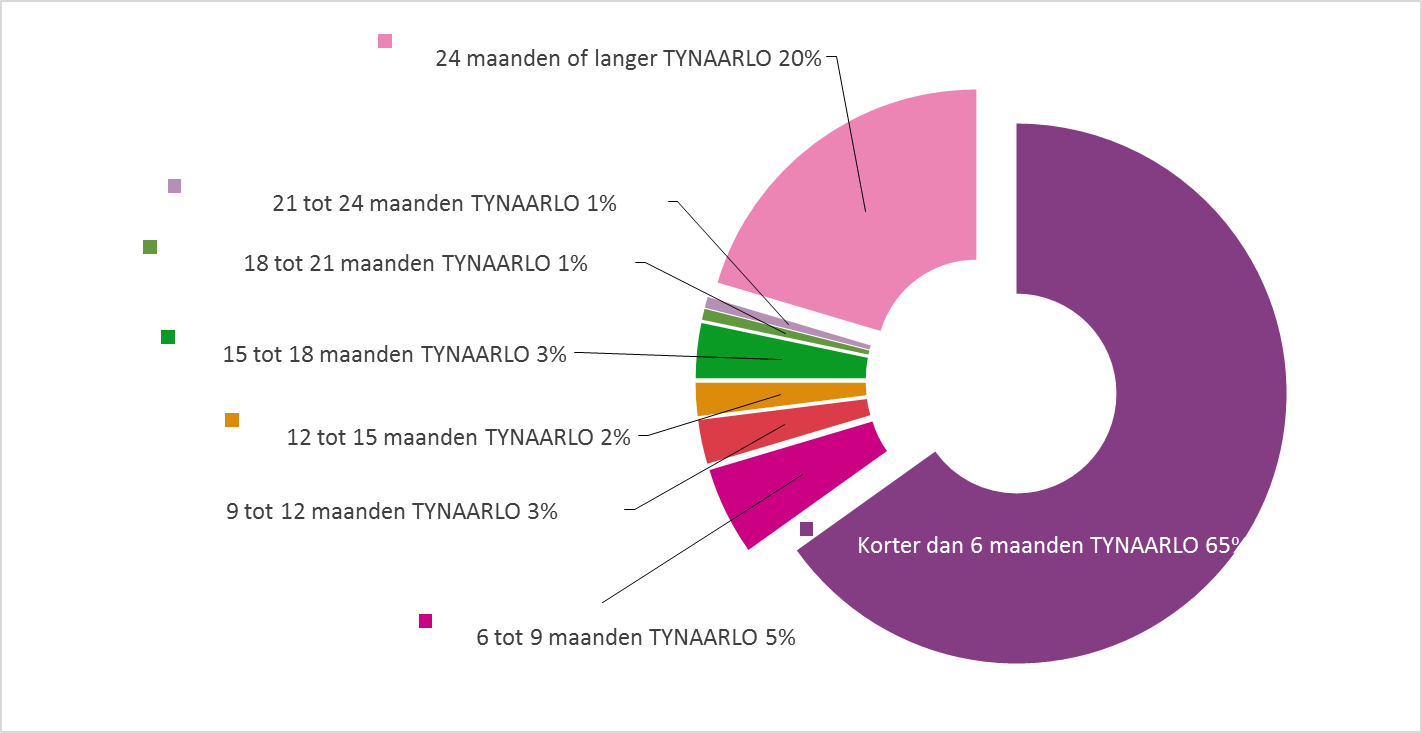 24 maanden of langer TYNAARLO 20%
21 tot 24 maanden TYNAARLO 1%
18 tot 21 maanden TYNAARLO 1%
15 tot 18 maanden TYNAARLO 3%
12 tot 15 maanden TYNAARLO 2%
9 tot 12 maanden TYNAARLO 3%
Korter dan 6 maanden TYNAARLO 65%
6 tot 9 maanden TYNAARLO 5%